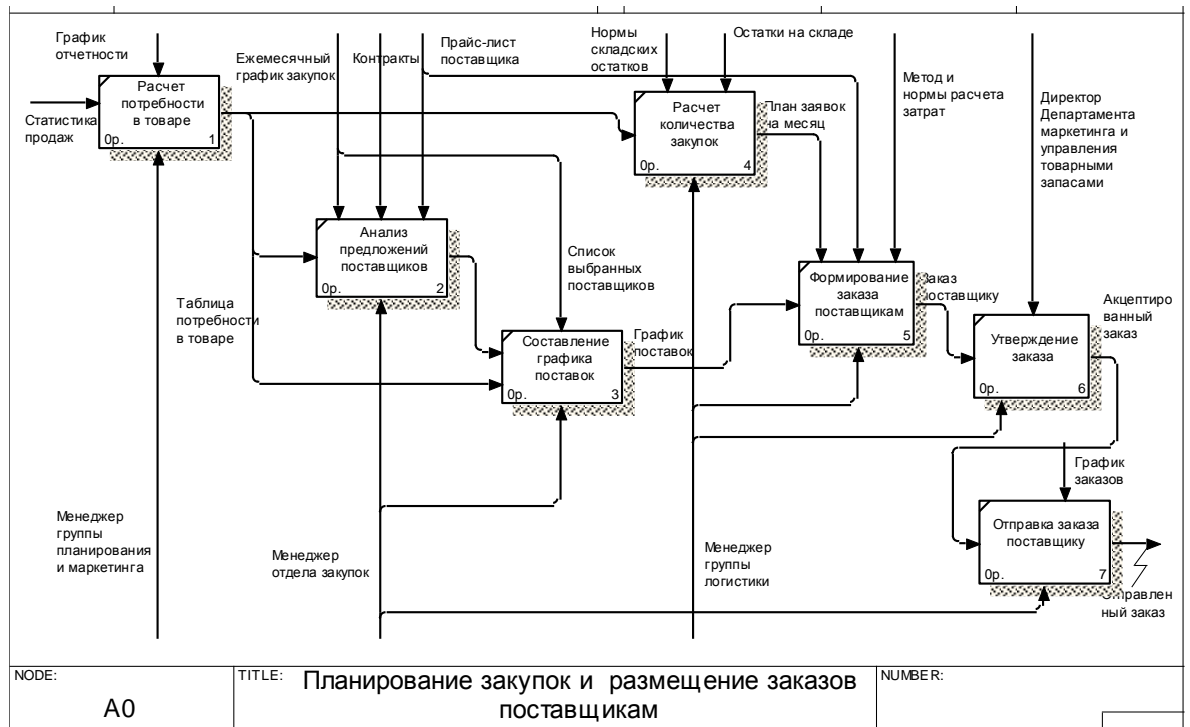 График
отчетности
Ежемесячный
график закупок
Контракты
Прайс-лист
поставщика
Нормы
складских
остатков
Остатки на складе
Метод и
нормы расчета
затрат
Директор
Департамента
маркетинга и
управления
товарными
запасами
Статистика
продаж
Расчет
потребности
в товаре
0р.
1
Расчет
количества
закупок
0р.
4
План заявок
на месяц
Анализ
предложений
поставщиков
0р.
2
Список
выбранных
поставщиков
Таблица
потребности
в товаре
Составление
графика
поставок
0р.
3
График
поставок
Формирование
заказа
поставщикам
0р.
5
Заказ
поставщику
Утверждение
заказа
0р.
6
Акцептиро
ванный
заказ
График
заказов
Отправка заказа
поставщику
0р.
7
Отправлен
ный заказ
Менеджер
группы
планирования
и маркетинга
Менеджер
отдела закупок
Менеджер
группы
логистики
NODE:
A0
TITLE:
Планирование закупок и размещение заказов
поставщикам
NUMBER: